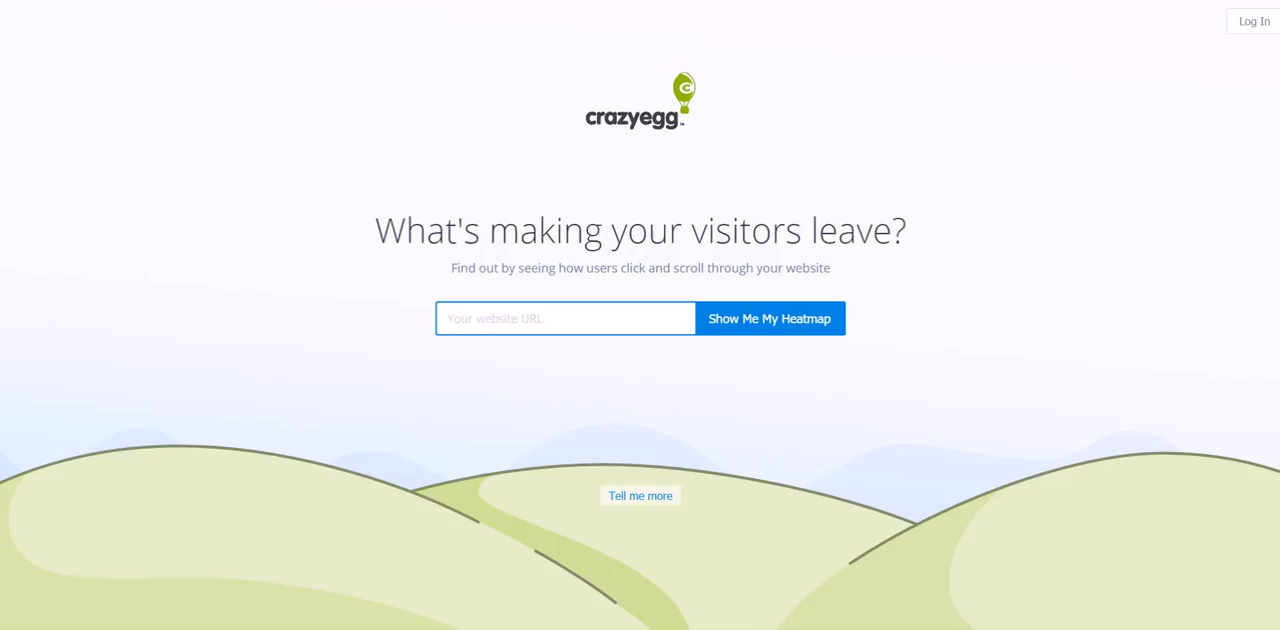 Log In
crazyegg™
What's making your visitors leave?
Find out by seeing how users click and scroll through your website
Your website URL
Show Me My Heatmap
Tell me more